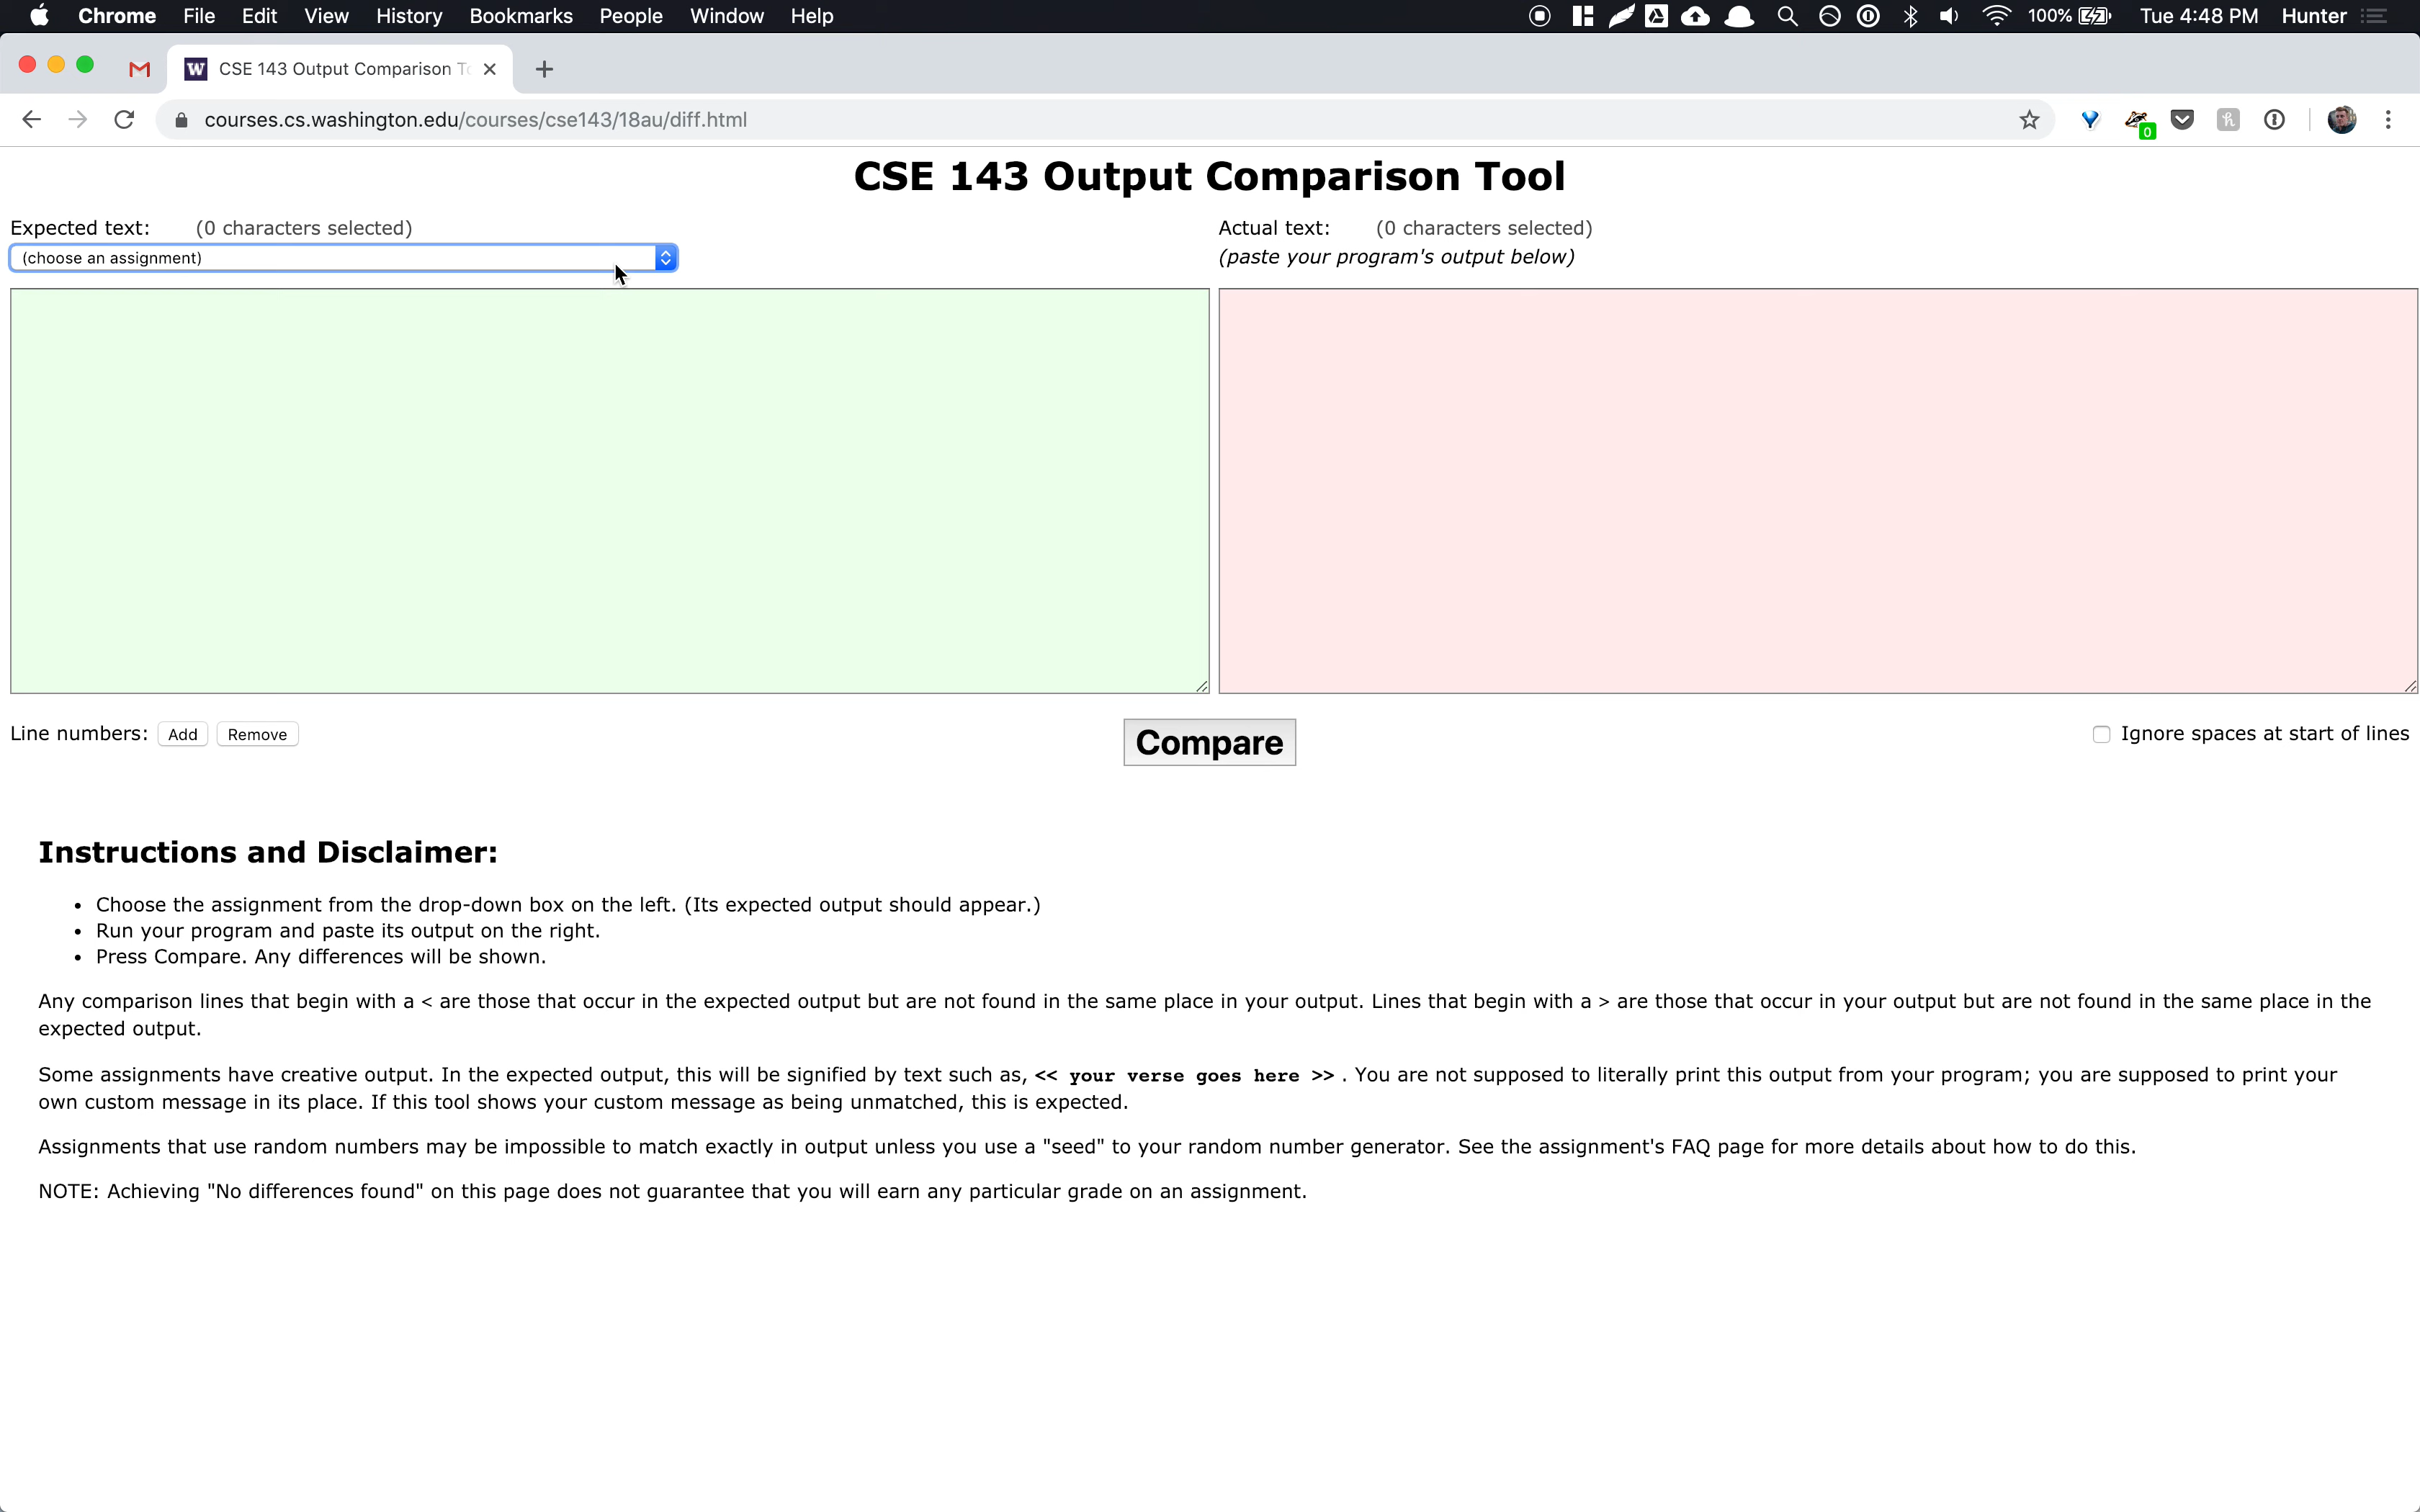 Chrome File Edit View History Bookmarks People Window Help 100% Tue 4:48 PM Hunter
CSE 143 Output Comparison To
courses.cs.washington.edu/courses/cse143/18au/diff.html
0
CSE 143 Output Comparison Tool
Expected text: (0 characters selected)
(choose an assignment)
Actual text: (0 characters selected)
(paste your program's output below)
Line numbers: Add Remove
Compare
Ignore spaces at start of lines
Instructions and Disclaimer:
• Choose the assignment from the drop-down box on the left. (Its expected output should appear.)
• Run your program and paste its output on the right.
• Press Compare. Any differences will be shown.
Any comparison lines that begin with a < are those that occur in the expected output but are not found in the same place in your output. Lines that begin with a > are those that occur in your output but are not found in the same place in the
expected output.
Some assignments have creative output. In the expected output, this will be signified by text such as, << your verse goes here >> . You are not supposed to literally print this output from your program; you are supposed to print your
own custom message in its place. If this tool shows your custom message as being unmatched, this is expected.
Assignments that use random numbers may be impossible to match exactly in output unless you use a "seed" to your random number generator. See the assignment's FAQ page for more details about how to do this.
NOTE: Achieving "No differences found" on this page does not guarantee that you will earn any particular grade on an assignment.